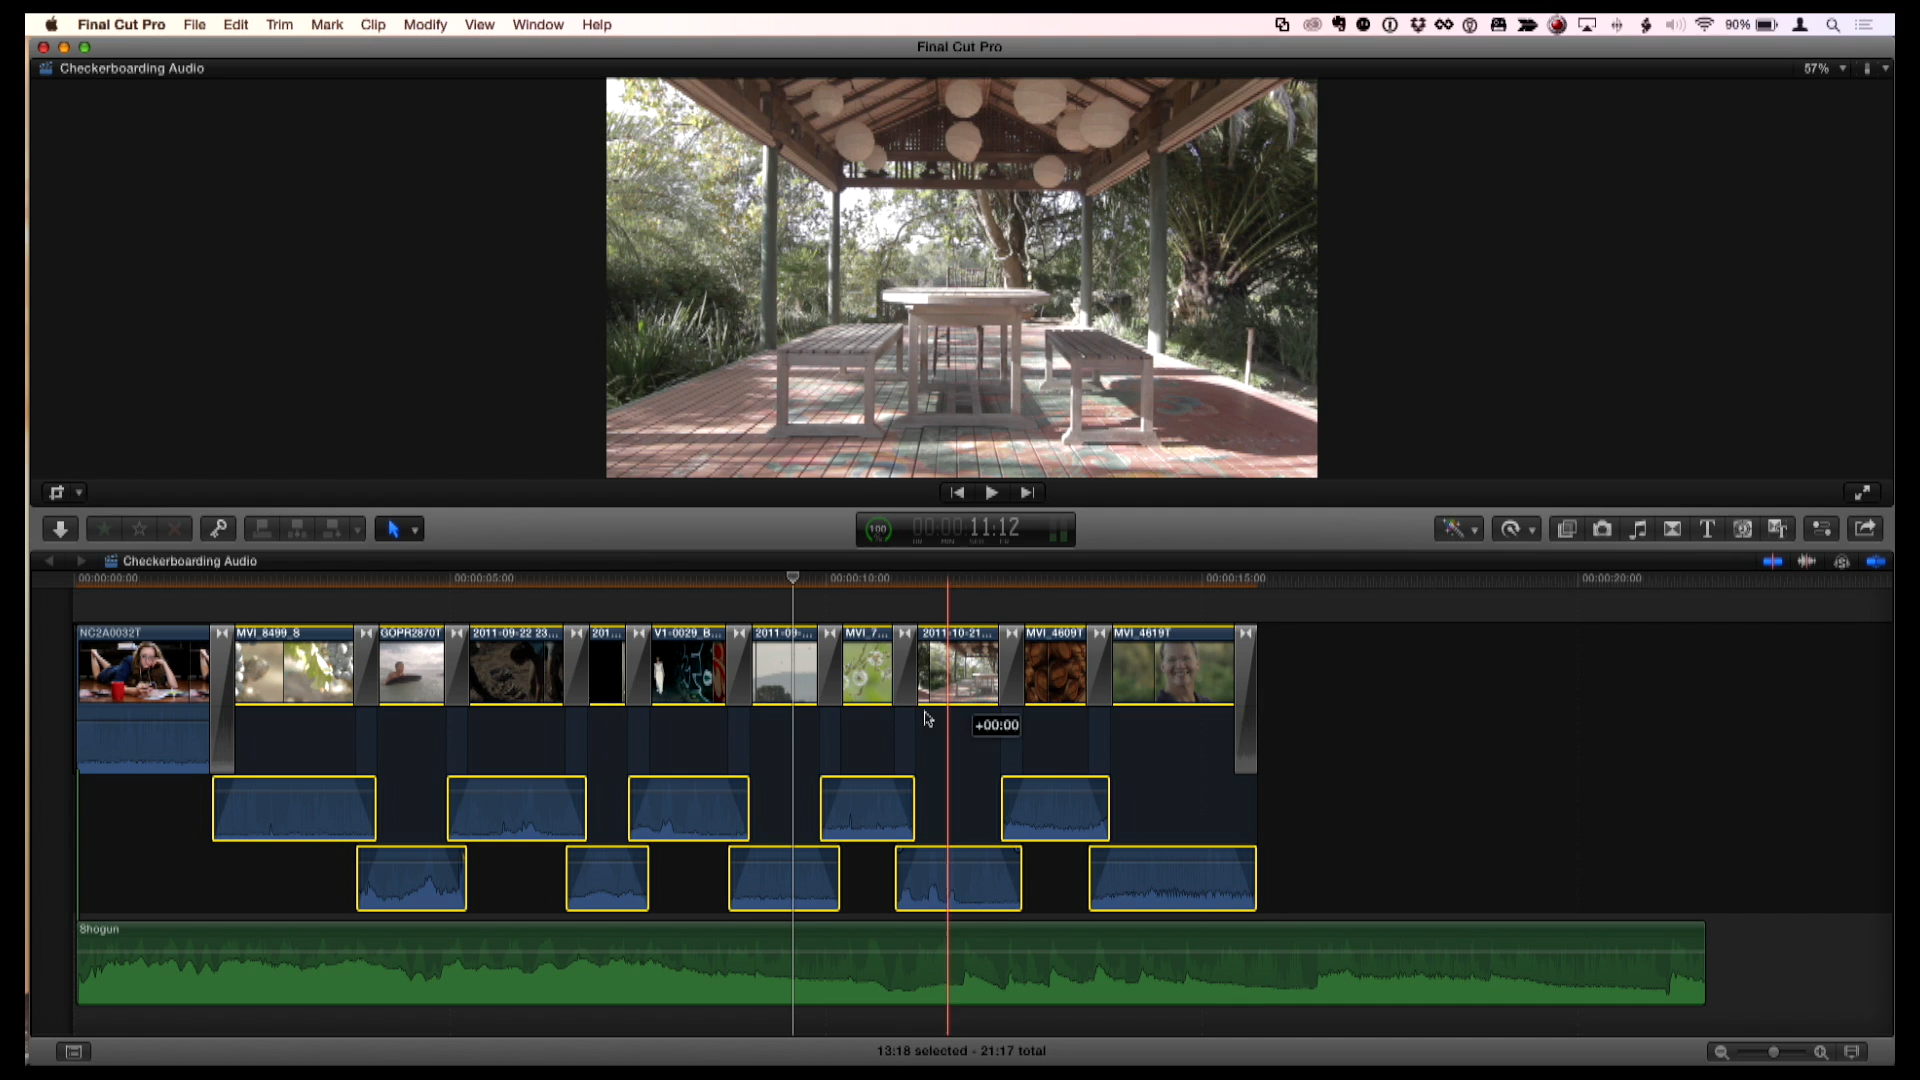 Final Cut Pro File Edit Trim Mark Clip Modify View Window Help 90%
Final Cut Pro
Checkerboarding Audio 57%
100 % 00:00:11:12
HR MIN SEC FR
Checkerboarding Audio
00:00:00:00 00:00:05:00 00:00:10:00 00:00:15:00 00:00:20:00
NC2A0032T MVI_8499_S GOPR2870T 2011-09-22 23... 201... V1-0029_B... 2011-09-... MVI_7... 2011-10-21... MVI_4609T MVI_4619T
+00:00
Shogun
13:18 selected - 21:17 total